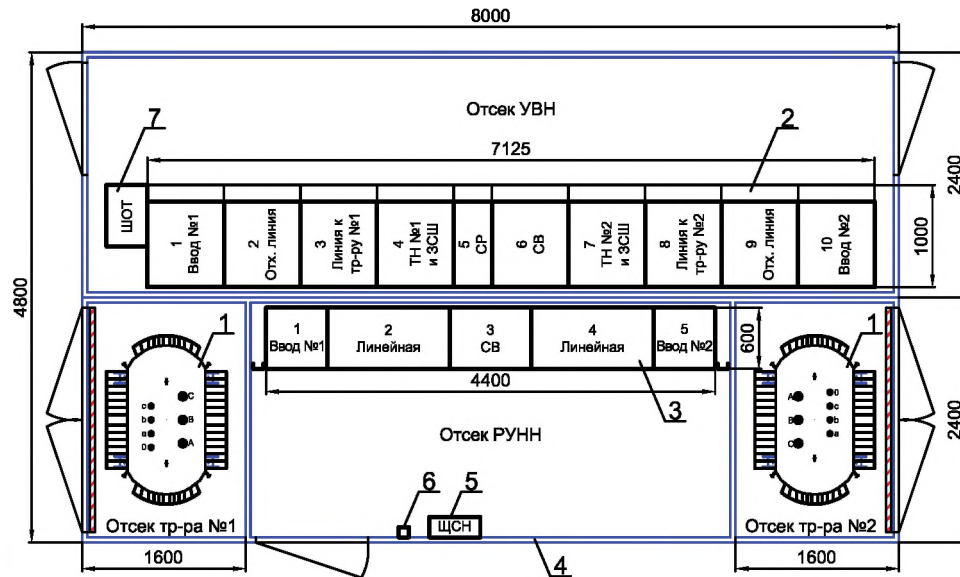 8000
Отсек УВН
7
2
7125
ШОТ
1
Ввод №1
2
Отх. линия
3
Линия к
тр-ру №1
4
ТН №1
и ЗСШ
5
СР
6
СВ
7
ТН №2
и ЗСШ
8
Линия к
тр-ру №2
9
Отх. линия
10
Ввод №2
1000
2400
4800
1
C
c
b
B
a
A
0
Отсек тр-ра №1
1600
1
Ввод №1
2
Линейная
3
СВ
4
Линейная
5
Ввод №2
600
4400
3
Отсек РУНН
6
5
ЩСН
4
1
A
0
c
B
b
a
C
Отсек тр-ра №2
1600
2400